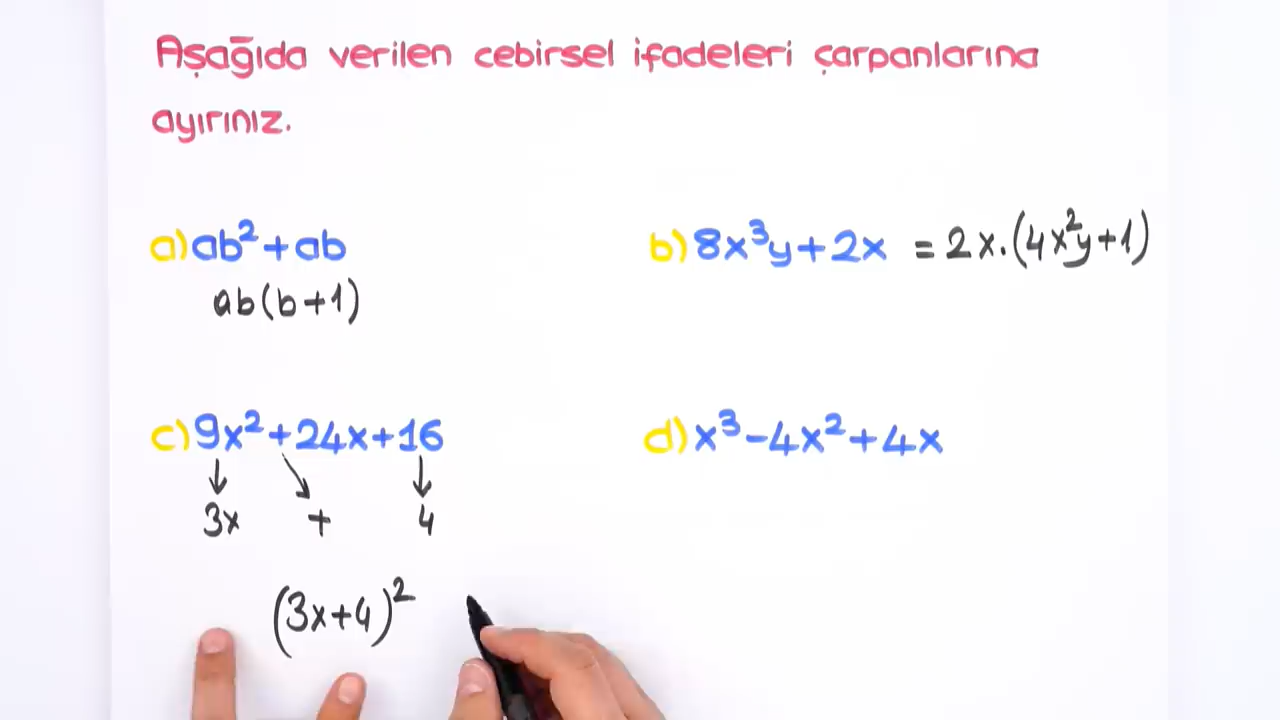 Aşağıda verilen cebirsel ifadeleri çarpanlarına
ayırınız.
a) ab² + ab
ab(b+1)
b) 8x³y + 2x = 2x.(4x²y+1)
c) 9x² + 24x + 16
3x + 4
(3x+4)²
d) x³ - 4x² + 4x